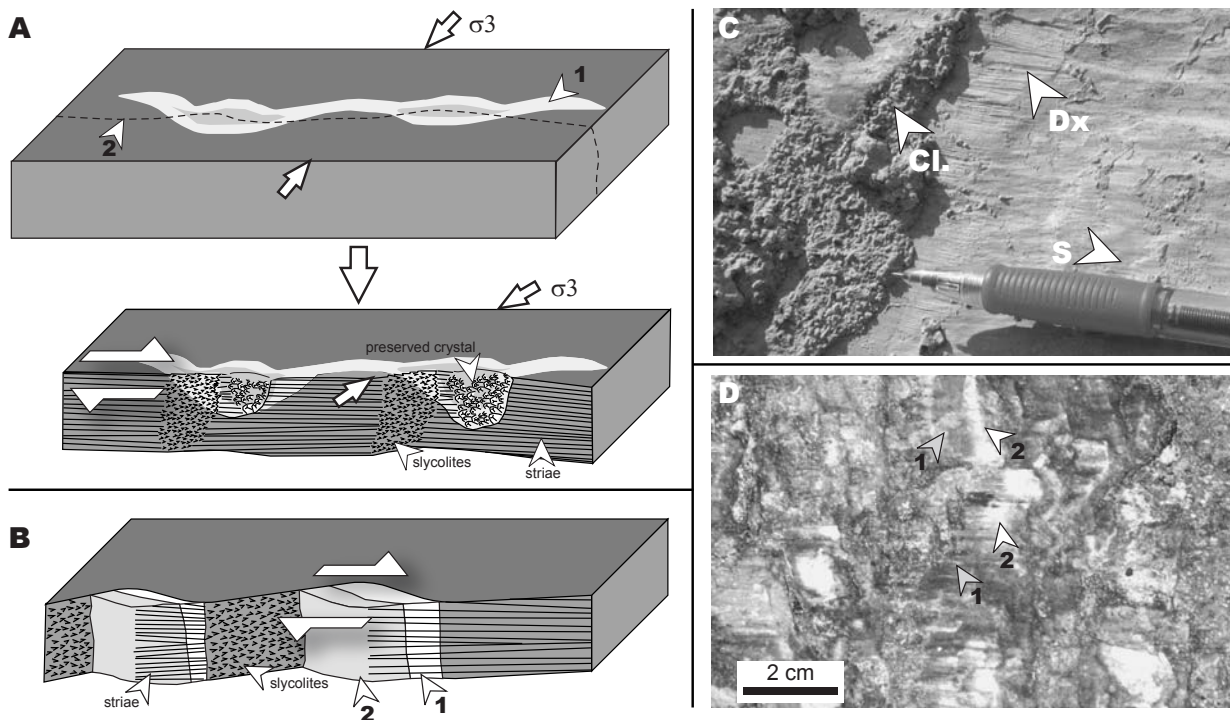 A
σ3
1
2
σ3
preserved crystal
slycolites
striae
B
striae
slycolites
2
1
C
Dx
Cl.
S
D
1
2
2
1
2 cm